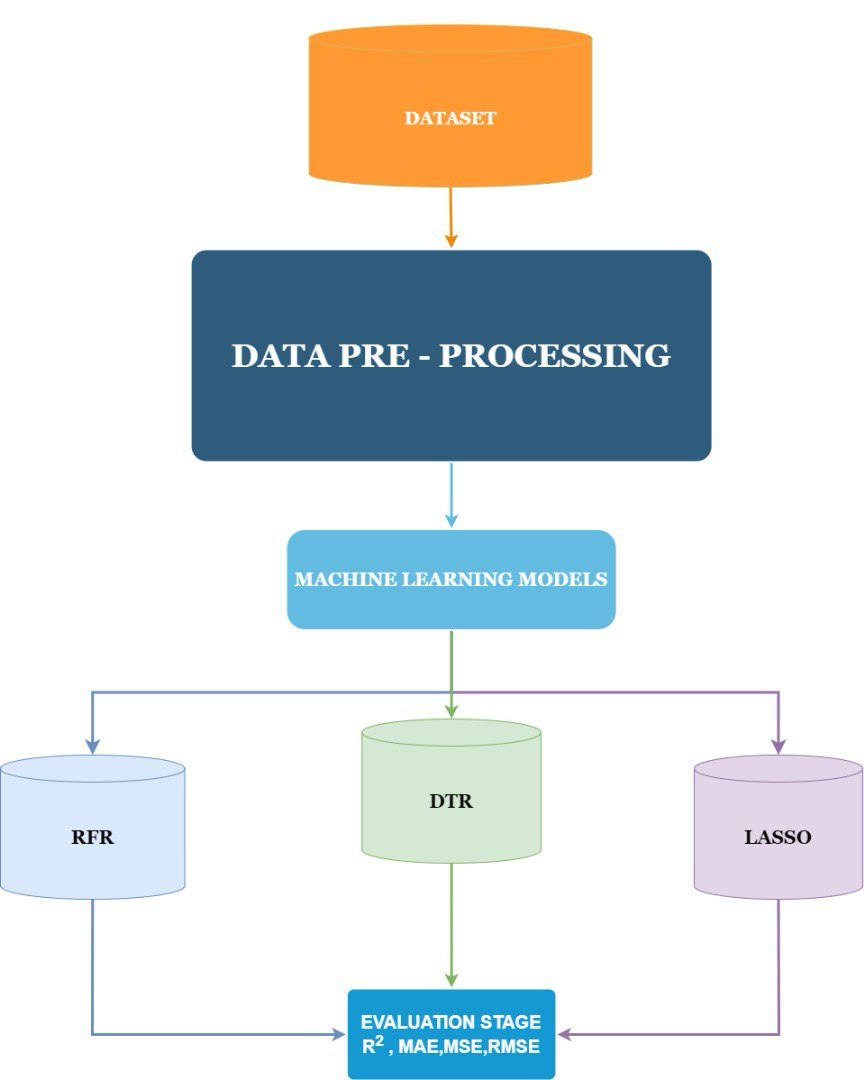 DATASET
DATA PRE - PROCESSING
MACHINE LEARNING MODELS
RFR
DTR
LASSO
EVALUATION STAGE
R² , MAE,MSE,RMSE